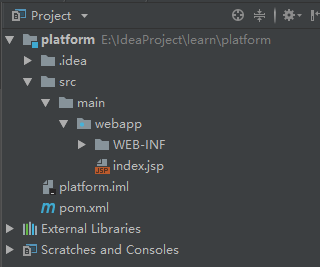 Project
platform E:\IdeaProject\learn\platform
.idea
src
main
webapp
WEB-INF
JSP index.jsp
platform.iml
pom.xml
External Libraries
Scratches and Consoles